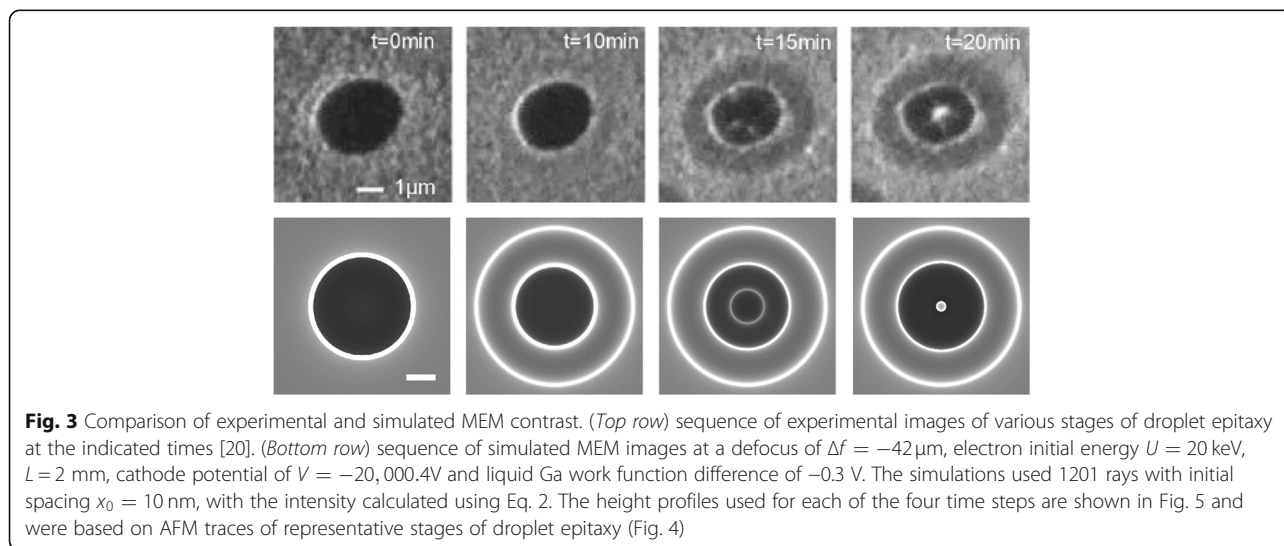 t=0min
t=10min
t=15min
t=20min
1μm
Fig. 3 Comparison of experimental and simulated MEM contrast. (Top row) sequence of experimental images of various stages of droplet epitaxy
at the indicated times [20]. (Bottom row) sequence of simulated MEM images at a defocus of Δf = −42 μm, electron initial energy U = 20 keV,
L = 2 mm, cathode potential of V = −20, 000.4V and liquid Ga work function difference of −0.3 V. The simulations used 1201 rays with initial
spacing x₀ = 10 nm, with the intensity calculated using Eq. 2. The height profiles used for each of the four time steps are shown in Fig. 5 and
were based on AFM traces of representative stages of droplet epitaxy (Fig. 4)